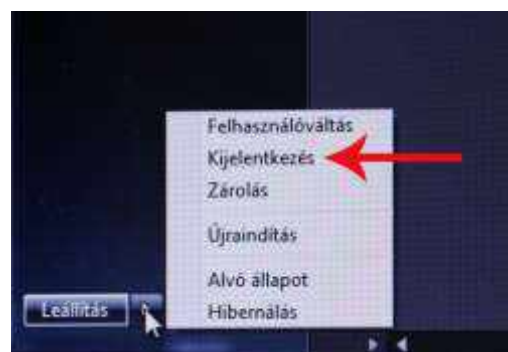 Felhasználóváltás
Kijelentkezés
Zárolás
Újraindítás
Alvó állapot
Leállítás
Hibernálás